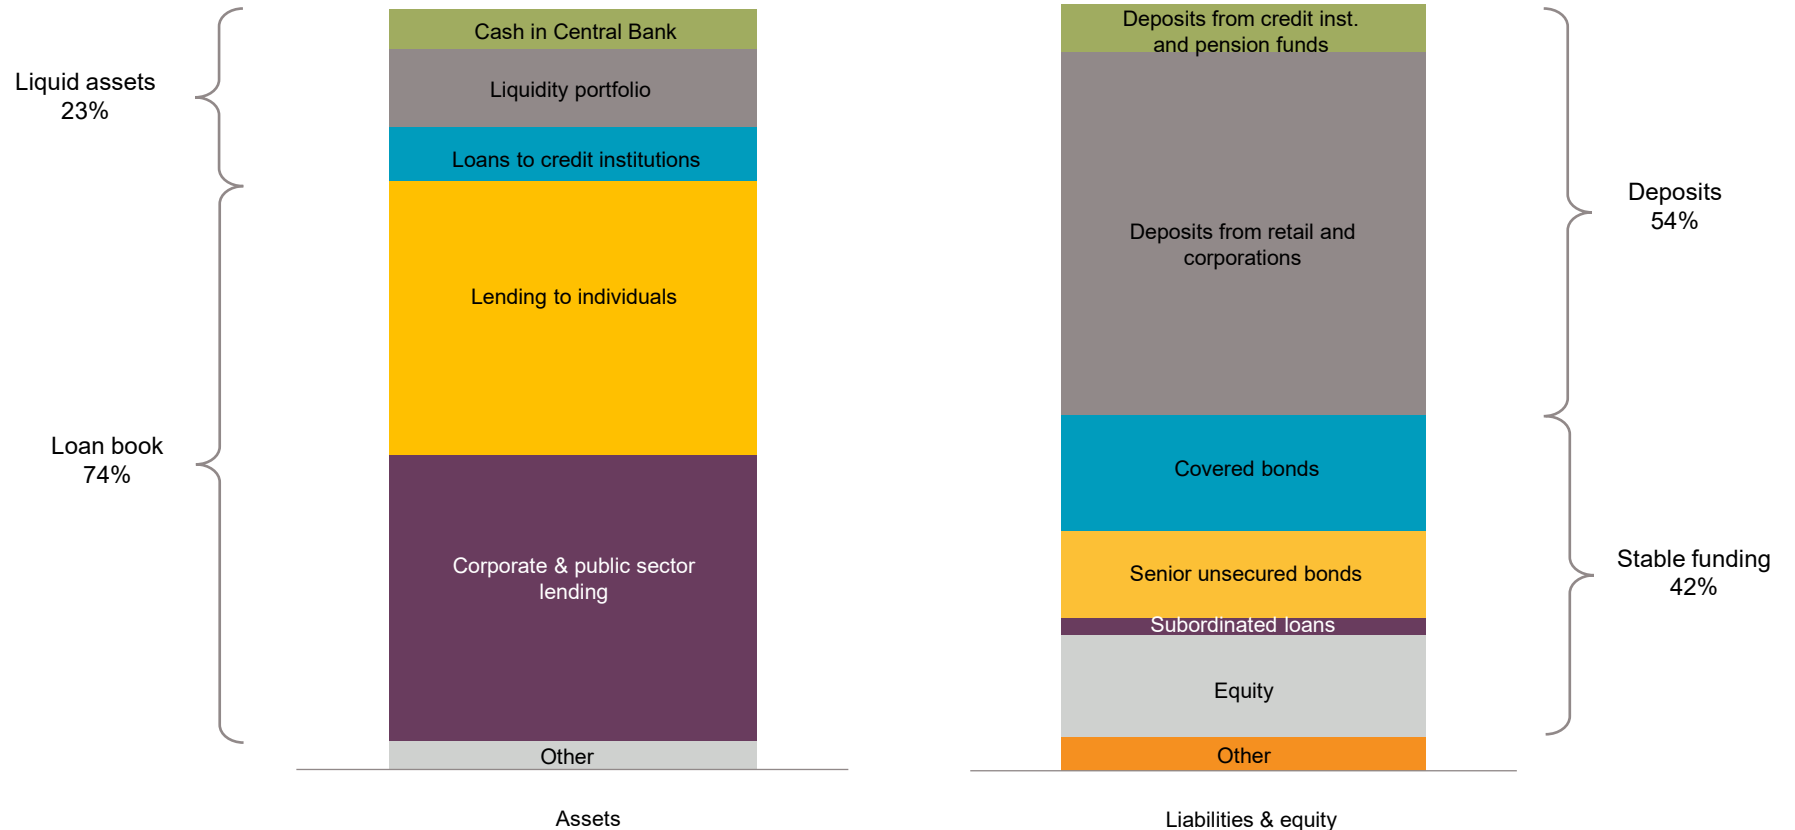 Liquid assets
23%
Loan book
74%
Cash in Central Bank
Liquidity portfolio
Loans to credit institutions
Lending to individuals
Corporate & public sector
lending
Other
Assets
Deposits from credit inst.
and pension funds
Deposits from retail and
corporations
Covered bonds
Senior unsecured bonds
Subordinated loans
Equity
Other
Liabilities & equity
Deposits
54%
Stable funding
42%